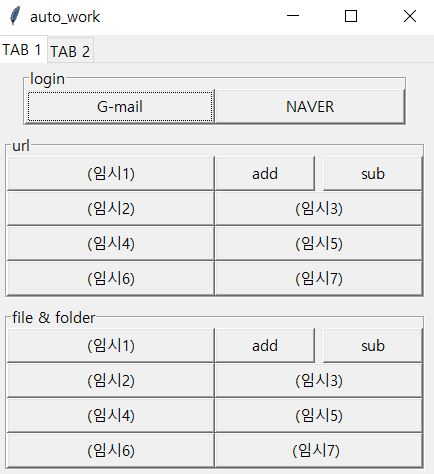 auto_work
TAB 1 TAB 2
login
G-mail NAVER
url
(임시1) add sub
(임시2) (임시3)
(임시4) (임시5)
(임시6) (임시7)
file & folder
(임시1) add sub
(임시2) (임시3)
(임시4) (임시5)
(임시6) (임시7)